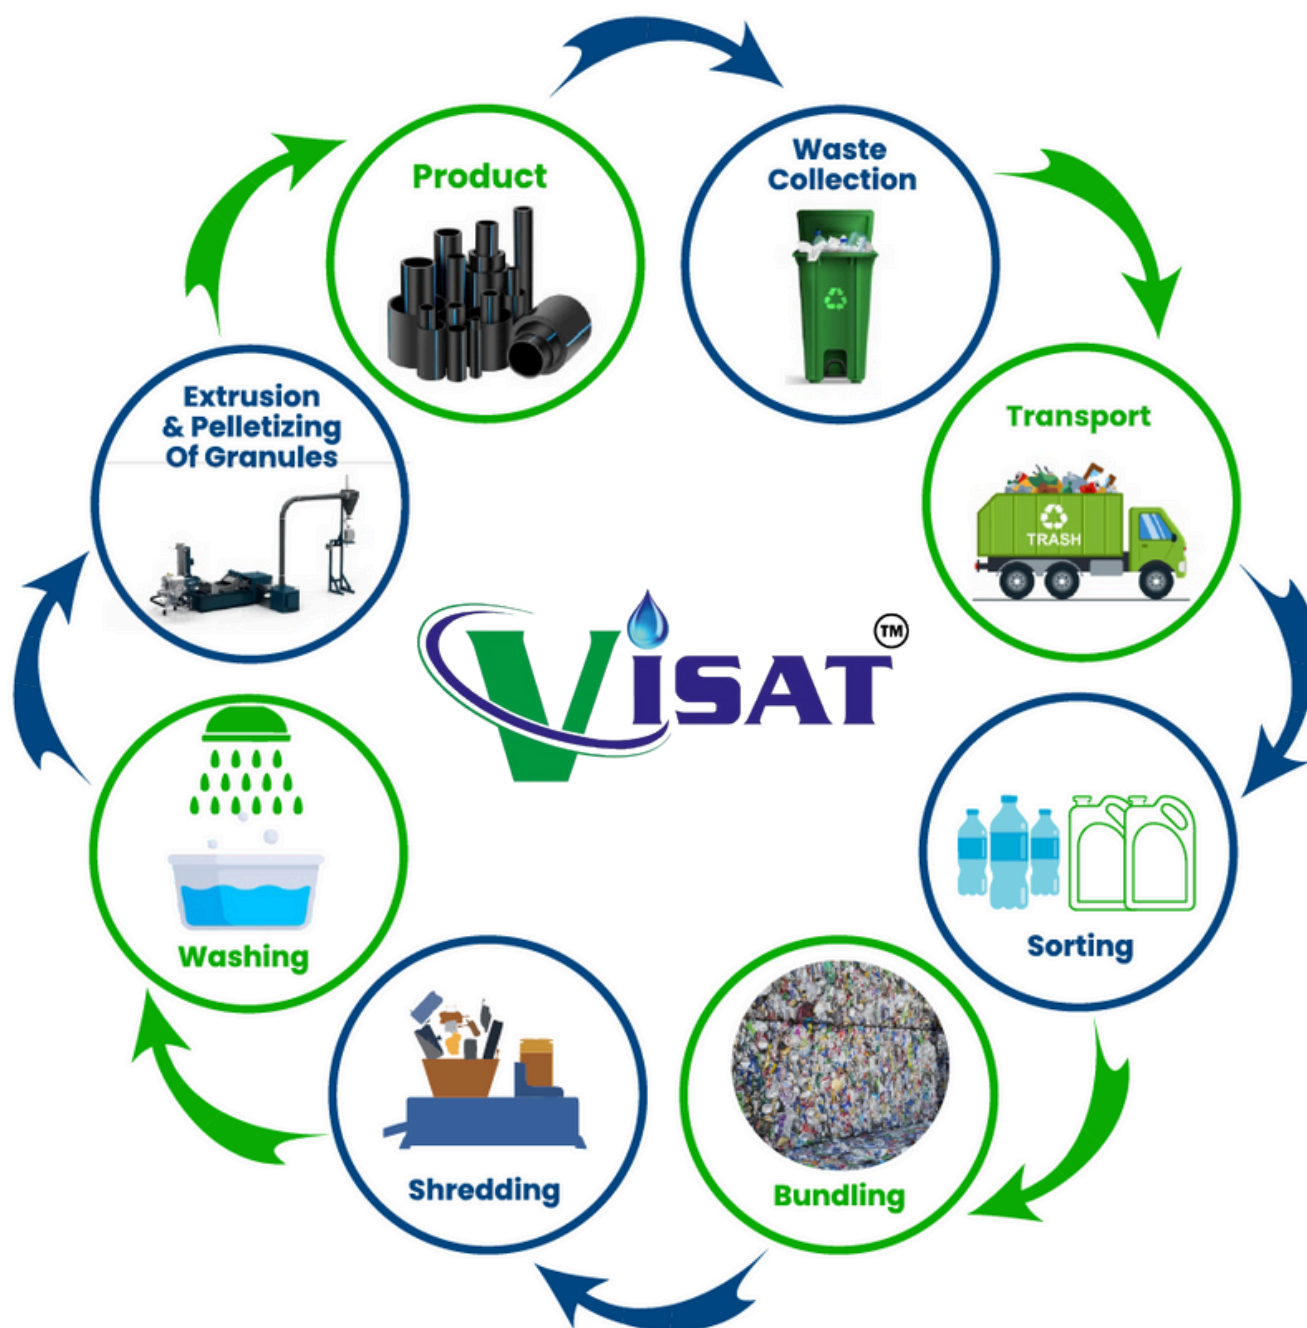 Product
Waste
Collection
Transport
TRASH
Sorting
Bundling
Shredding
Washing
Extrusion
& Pelletizing
Of Granules
ViSAT
TM